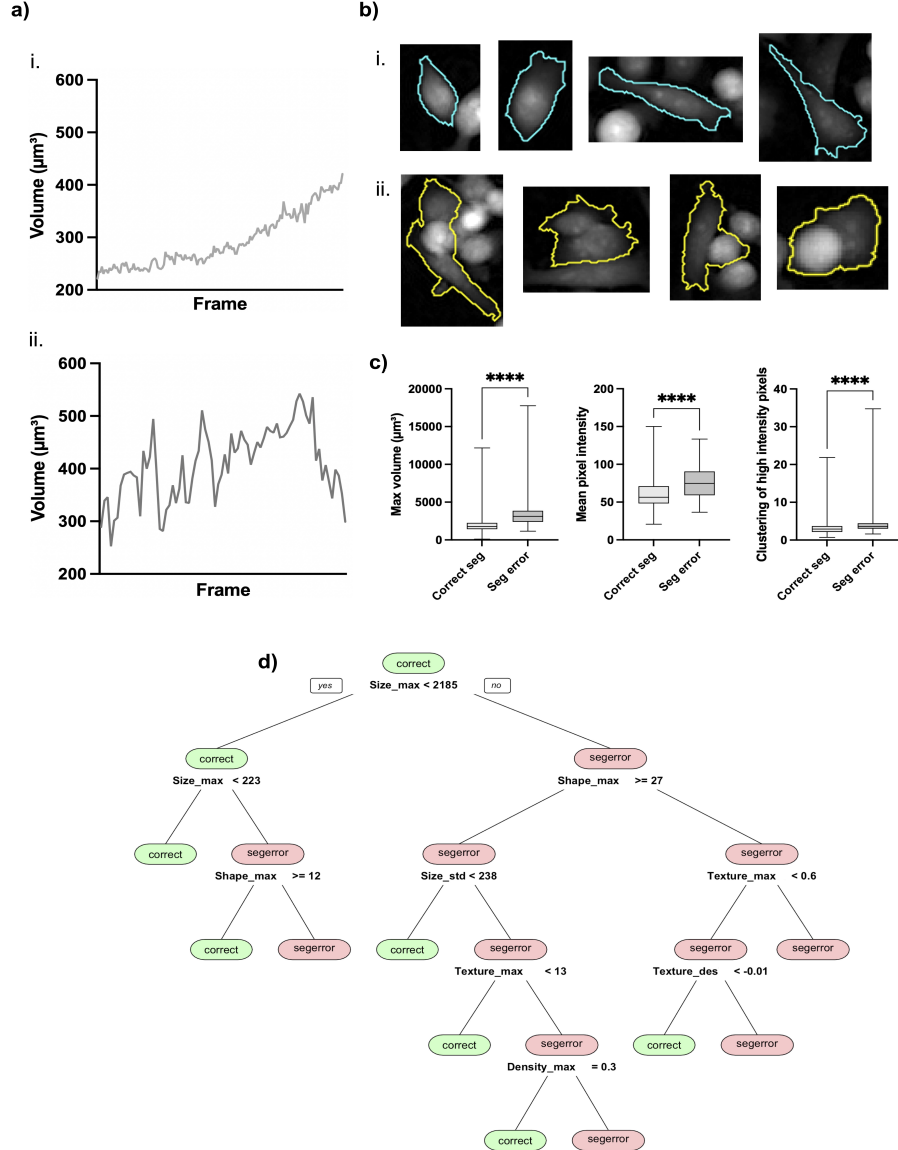 a)
i.
600
500
400
300
200
Volume (µm³)
Frame
ii.
600
500
400
300
200
Volume (µm³)
Frame
b)
i.
ii.
c)
****
20000
15000
10000
5000
0
Max volume (µm³)
Correct seg
Seg error
****
200
150
100
50
0
Mean pixel intensity
Correct seg
Seg error
****
40
30
20
10
0
Clustering of high intensity pixels
Correct seg
Seg error
d)
correct
yes
Size_max < 2185
no
correct
segerror
Size_max < 223
Shape_max >= 27
correct
segerror
segerror
segerror
Shape_max >= 12
Size_std < 238
Texture_max < 0.6
correct
segerror
correct
segerror
segerror
segerror
Texture_max < 13
Texture_des < -0.01
correct
segerror
correct
segerror
Density_max = 0.3
correct
segerror